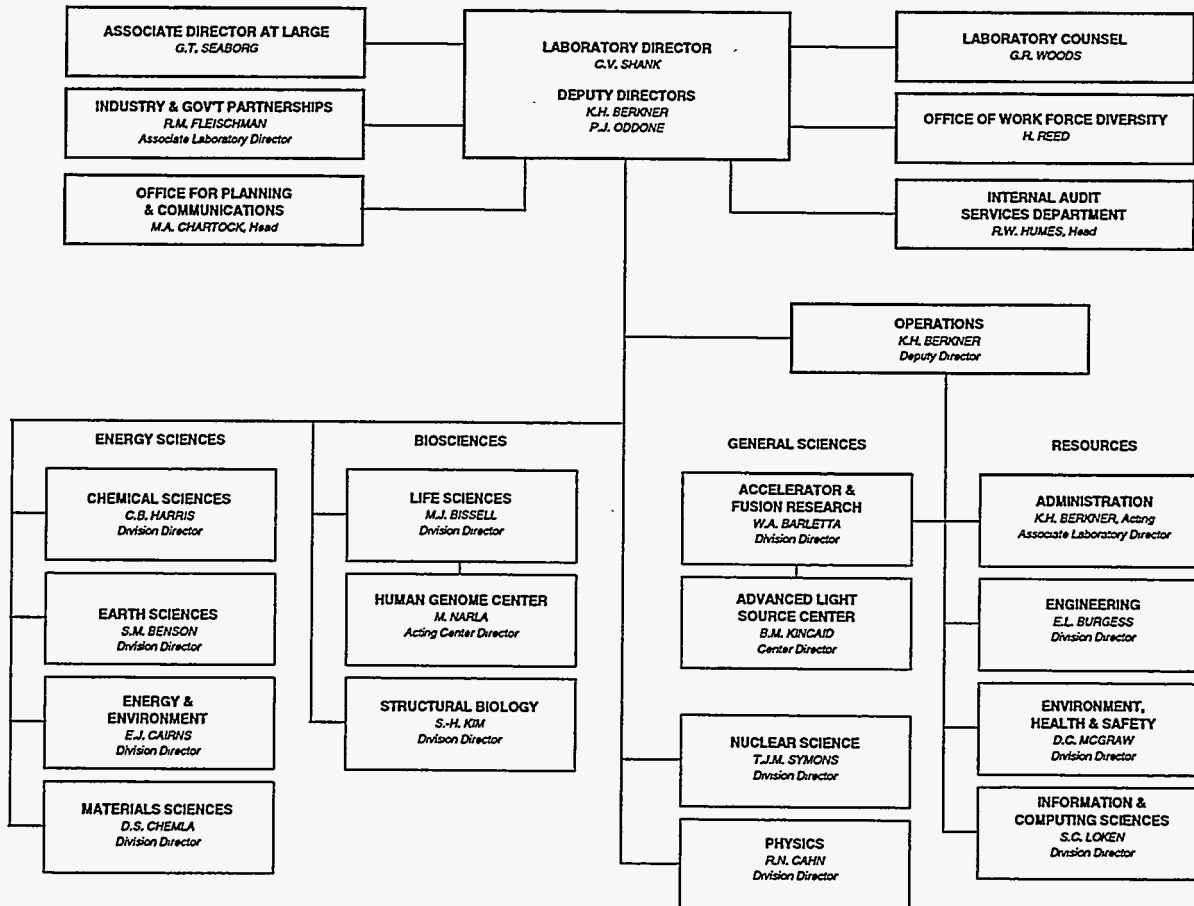 ASSOCIATE DIRECTOR AT LARGE
G.T. SEABORG
INDUSTRY & GOV'T PARTNERSHIPS
R.M. FLEISCHMAN
Associate Laboratory Director
OFFICE FOR PLANNING
& COMMUNICATIONS
M.A. CHARTOCK, Head
LABORATORY DIRECTOR
C.V. SHANK
DEPUTY DIRECTORS
K.H. BERKNER
P.J. ODDONE
LABORATORY COUNSEL
G.R. WOODS
OFFICE OF WORK FORCE DIVERSITY
H. REED
INTERNAL AUDIT
SERVICES DEPARTMENT
R.W. HUMES, Head
OPERATIONS
K.H. BERKNER
Deputy Director
ENERGY SCIENCES
CHEMICAL SCIENCES
C.B. HARRIS
Division Director
EARTH SCIENCES
S.M. BENSON
Division Director
ENERGY &
ENVIRONMENT
E.J. CAIRNS
Division Director
MATERIALS SCIENCES
D.S. CHEMLA
Division Director
BIOSCIENCES
LIFE SCIENCES
M.J. BISSELL
Division Director
HUMAN GENOME CENTER
M. NARLA
Acting Center Director
STRUCTURAL BIOLOGY
S.-H. KIM
Division Director
GENERAL SCIENCES
ACCELERATOR &
FUSION RESEARCH
W.A. BARLETTA
Division Director
ADVANCED LIGHT
SOURCE CENTER
B.M. KINCAID
Center Director
NUCLEAR SCIENCE
T.J.M. SYMONS
Division Director
PHYSICS
R.N. CAHN
Division Director
RESOURCES
ADMINISTRATION
K.H. BERKNER, Acting
Associate Laboratory Director
ENGINEERING
E.L. BURGESS
Division Director
ENVIRONMENT,
HEALTH & SAFETY
D.C. MCGRAW
Division Director
INFORMATION &
COMPUTING SCIENCES
S.C. LOKEN
Division Director